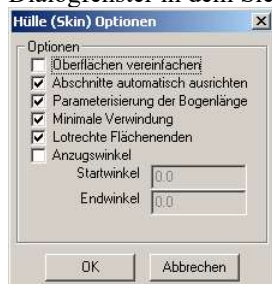 Hülle (Skin) Optionen
Optionen
Oberflächen vereinfachen
Abschnitte automatisch ausrichten
Parameterisierung der Bogenlänge
Minimale Verwindung
Lotrechte Flächenenden
Anzugswinkel
Startwinkel 0.0
Endwinkel 0.0
OK Abbrechen